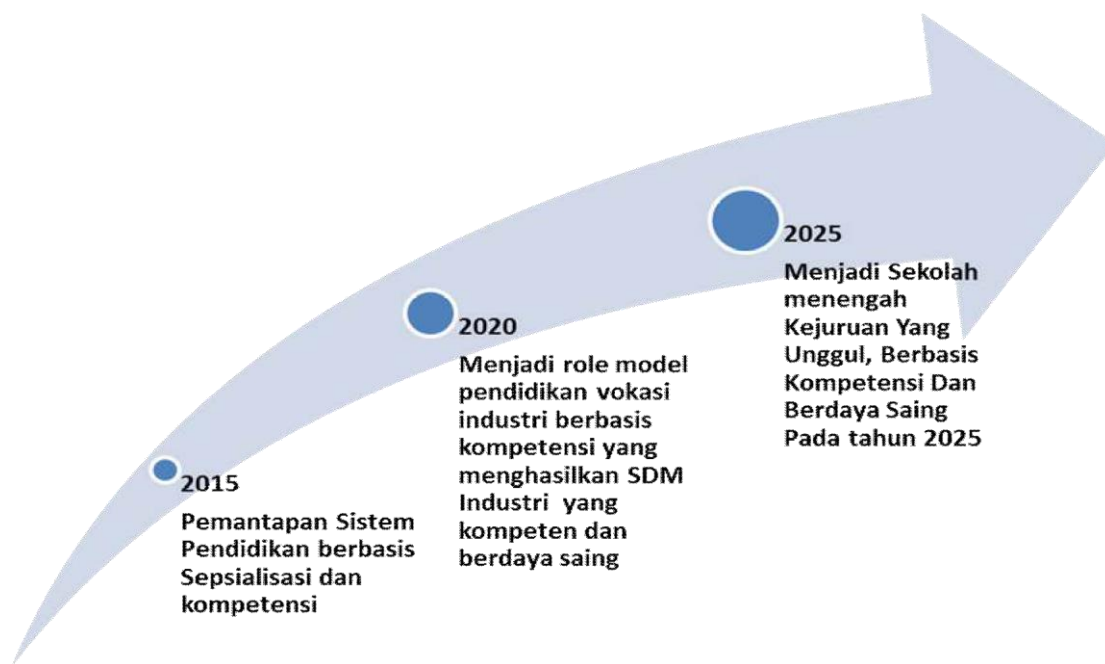 2015
Pemantapan Sistem
Pendidikan berbasis
Sepsialisasi dan
kompetensi
2020
Menjadi role model
pendidikan vokasi
industri berbasis
kompetensi yang
menghasilkan SDM
Industri yang
kompeten dan
berdaya saing
2025
Menjadi Sekolah
menengah
Kejuruan Yang
Unggul, Berbasis
Kompetensi Dan
Berdaya Saing
Pada tahun 2025